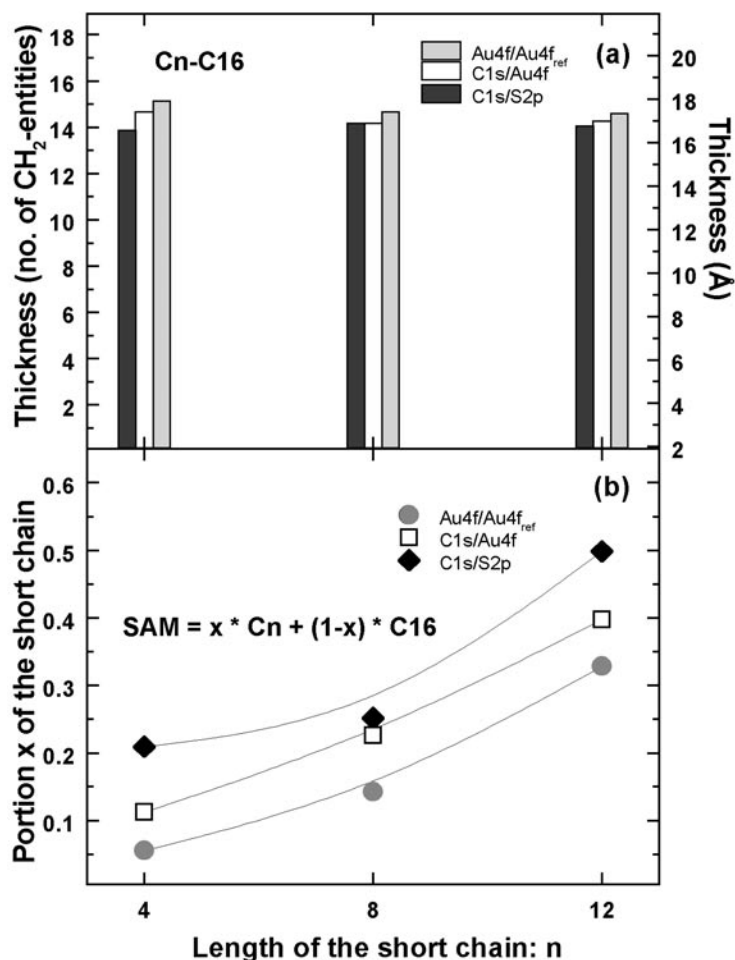 Cn-C16
Au4f/Au4f_ref
C1s/Au4f
C1s/S2p
(a)
Thickness (no. of CH₂-entities)
18
16
14
12
10
8
6
4
2
Thickness (Å)
20
18
16
14
12
10
8
6
4
2
(b)
Au4f/Au4f_ref
C1s/Au4f
C1s/S2p
SAM = x * Cn + (1-x) * C16
Portion x of the short chain
0.6
0.5
0.4
0.3
0.2
0.1
4 8 12
Length of the short chain: n